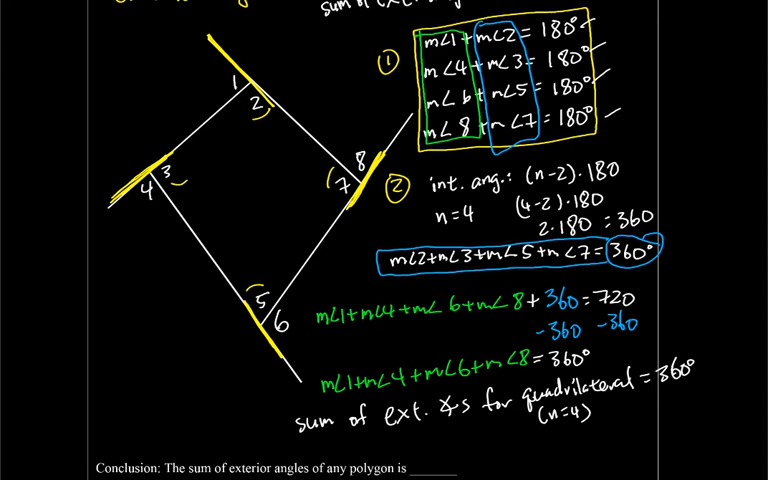 sum of ext
①
m∠1+m∠2=180°
m∠4+m∠3=180°
m∠6+m∠5=180°
m∠8+m∠7=180°
1
2
3
4
5
6
7
8
② int. ang.: (n-2)·180
n=4 (4-2)·180
2·180=360
m∠2+m∠3+m∠5+m∠7=360°
m∠1+m∠4+m∠6+m∠8+360=720
-360 -360
m∠1+m∠4+m∠6+m∠8=360°
sum of ext. ∡s for quadrilateral=360°
(n=4)
Conclusion: The sum of exterior angles of any polygon is ________